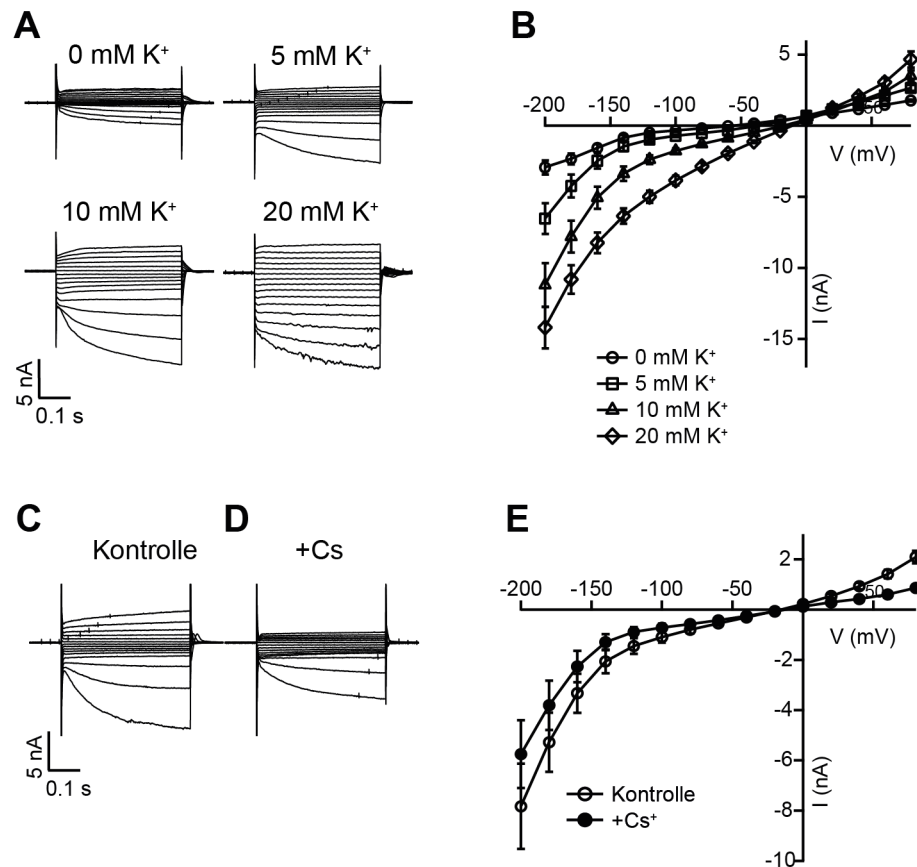 A
0 mM K⁺
5 mM K⁺
10 mM K⁺
20 mM K⁺
5 nA
0.1 s
B
5
-200
-150
-100
-50
50
V (mV)
-5
-10
-15
I (nA)
0 mM K⁺
5 mM K⁺
10 mM K⁺
20 mM K⁺
C
Kontrolle
D
+Cs
5 nA
0.1 s
E
2
-200
-150
-100
-50
50
V (mV)
-2
-4
-6
-8
-10
I (nA)
Kontrolle
+Cs⁺